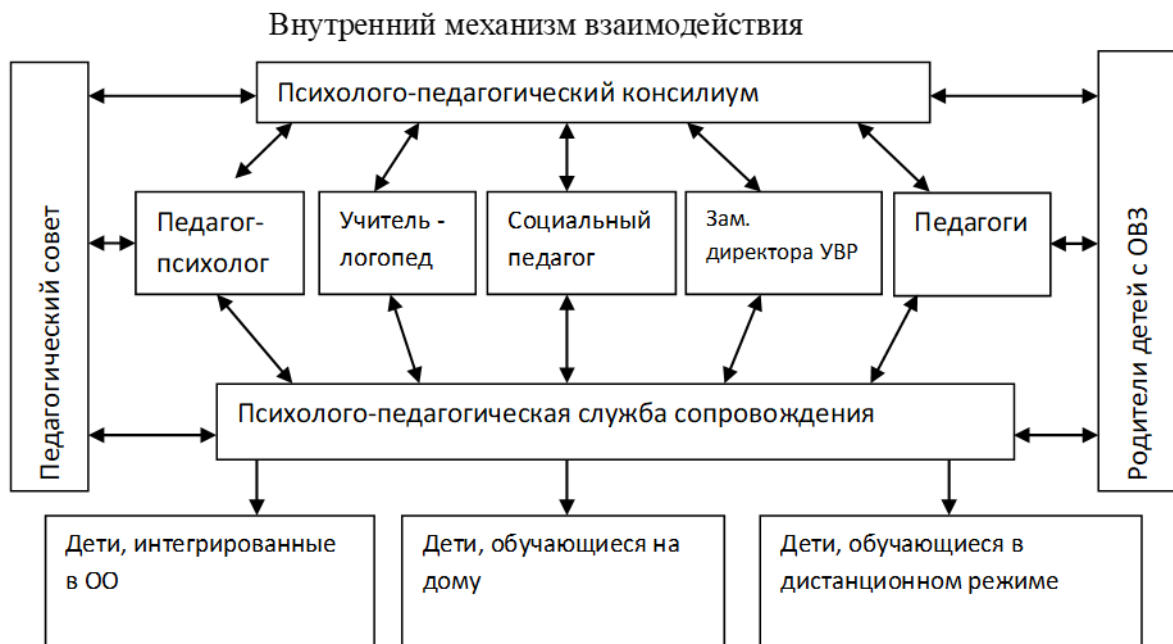 Внутренний механизм взаимодействия
Психолого-педагогический консилиум
Педагогический совет
Педагог-
психолог
Учитель -
логопед
Социальный
педагог
Зам.
директора УВР
Педагоги
Родители детей с ОВЗ
Психолого-педагогическая служба сопровождения
Дети, интегрированные
в ОО
Дети, обучающиеся на
дому
Дети, обучающиеся в
дистанционном режиме